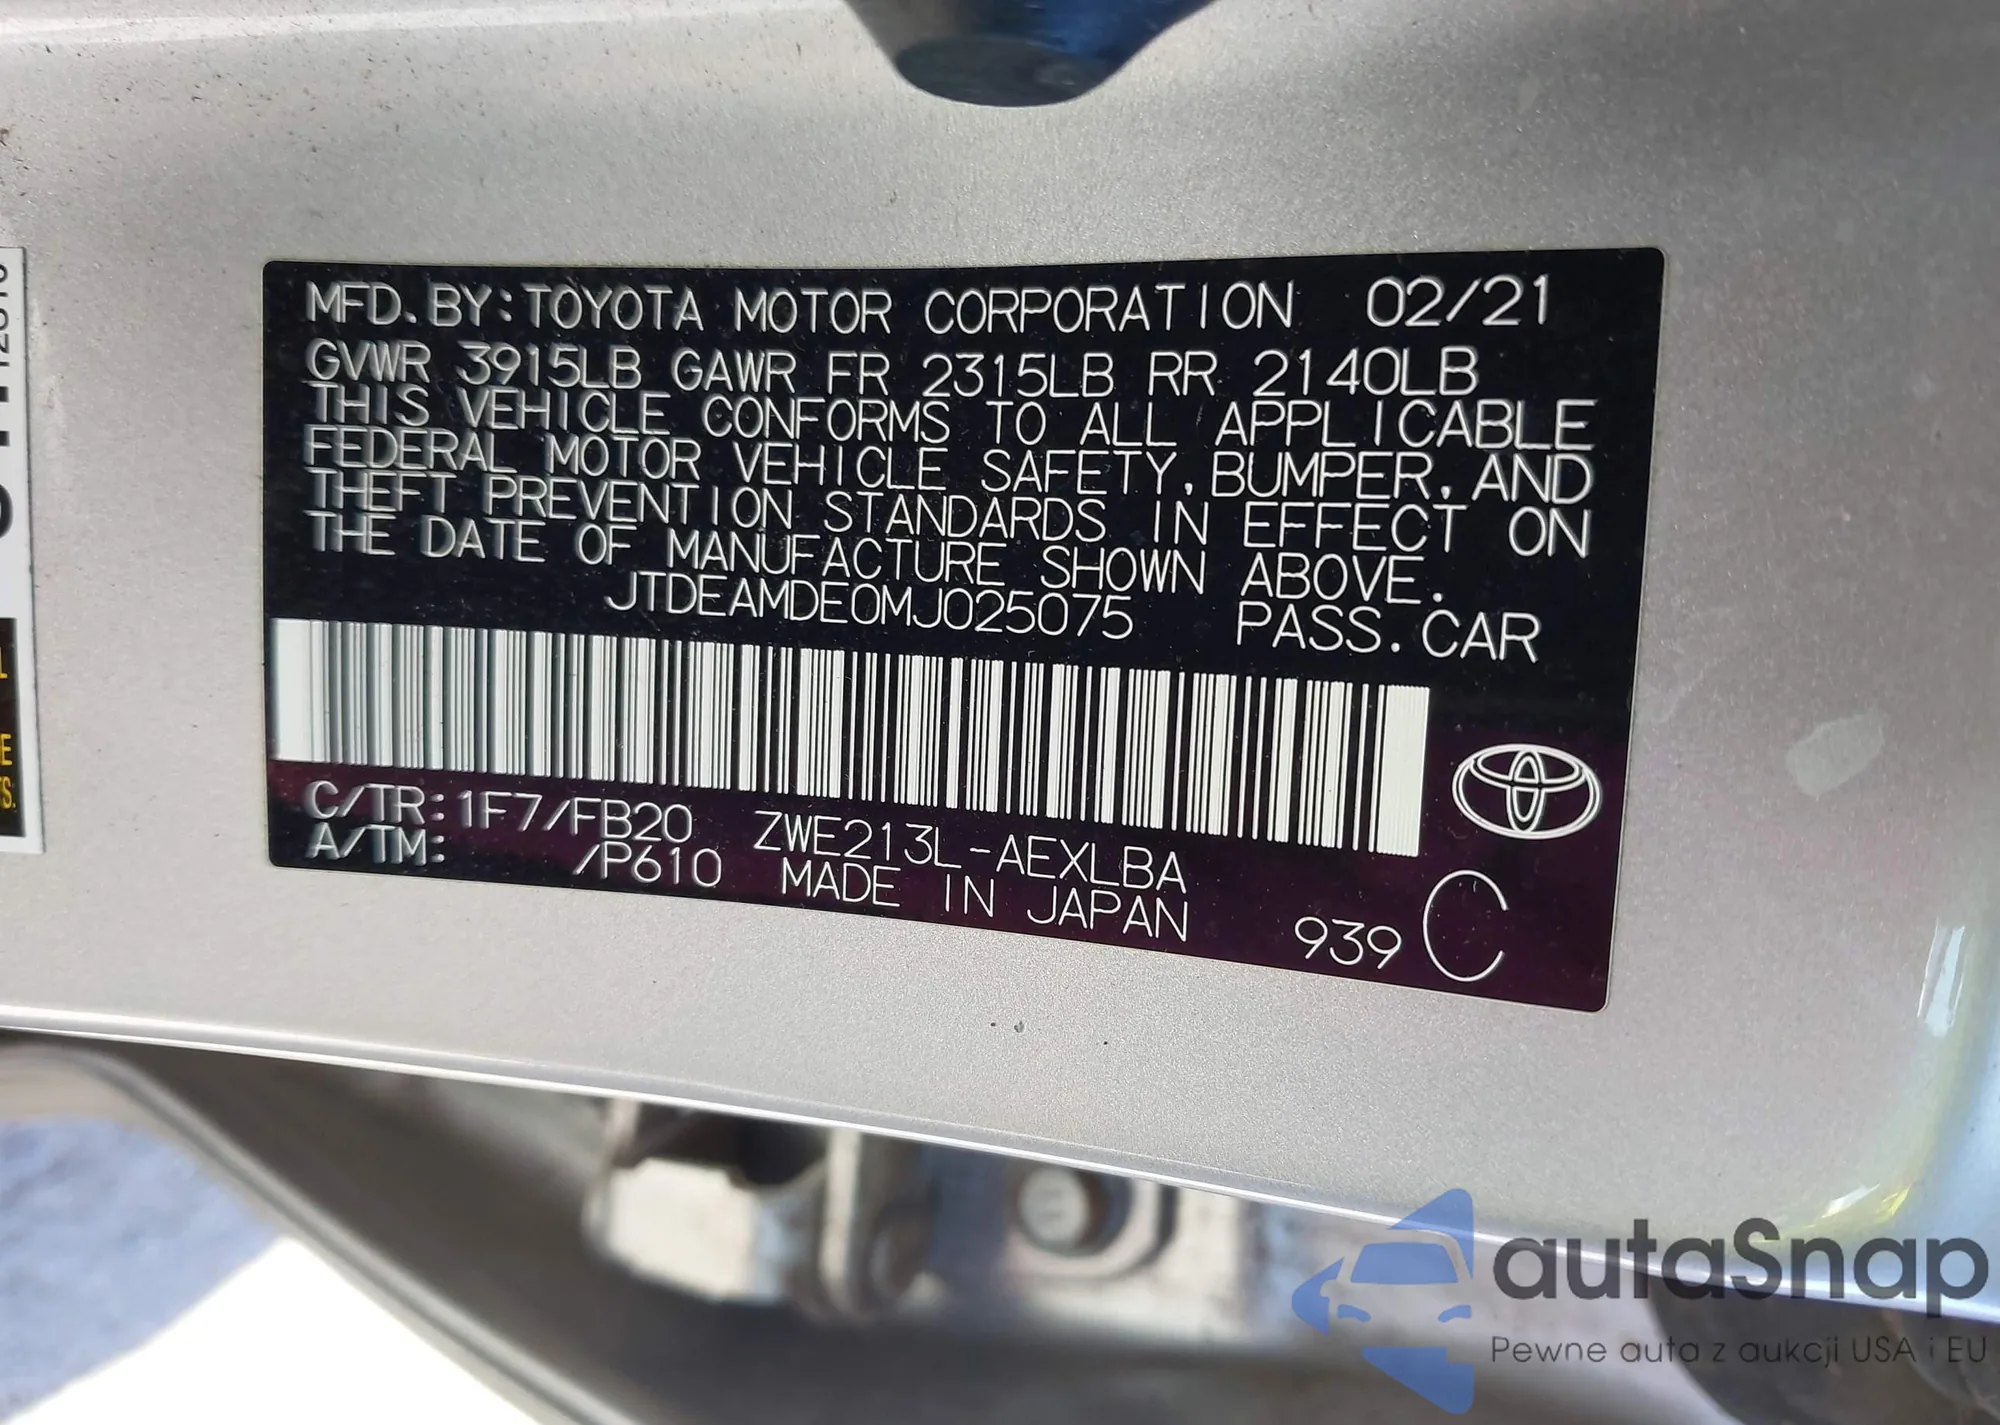 MFD. BY: TOYOTA MOTOR CORPORATION 02/21
GVWR 3915LB GAWR FR 2315LB RR 2140LB
THIS VEHICLE CONFORMS TO ALL APPLICABLE
FEDERAL MOTOR VEHICLE SAFETY, BUMPER, AND
THEFT PREVENTION STANDARDS IN EFFECT ON
THE DATE OF MANUFACTURE SHOWN ABOVE.
JTDEAMDE0MJ025075 PASS. CAR
C/TR: 1F7/FB20 ZWE213L-AEXLBA
A/TM: /P610 MADE IN JAPAN 939 C
autaSnap
Pewne auta z aukcji USA i EU